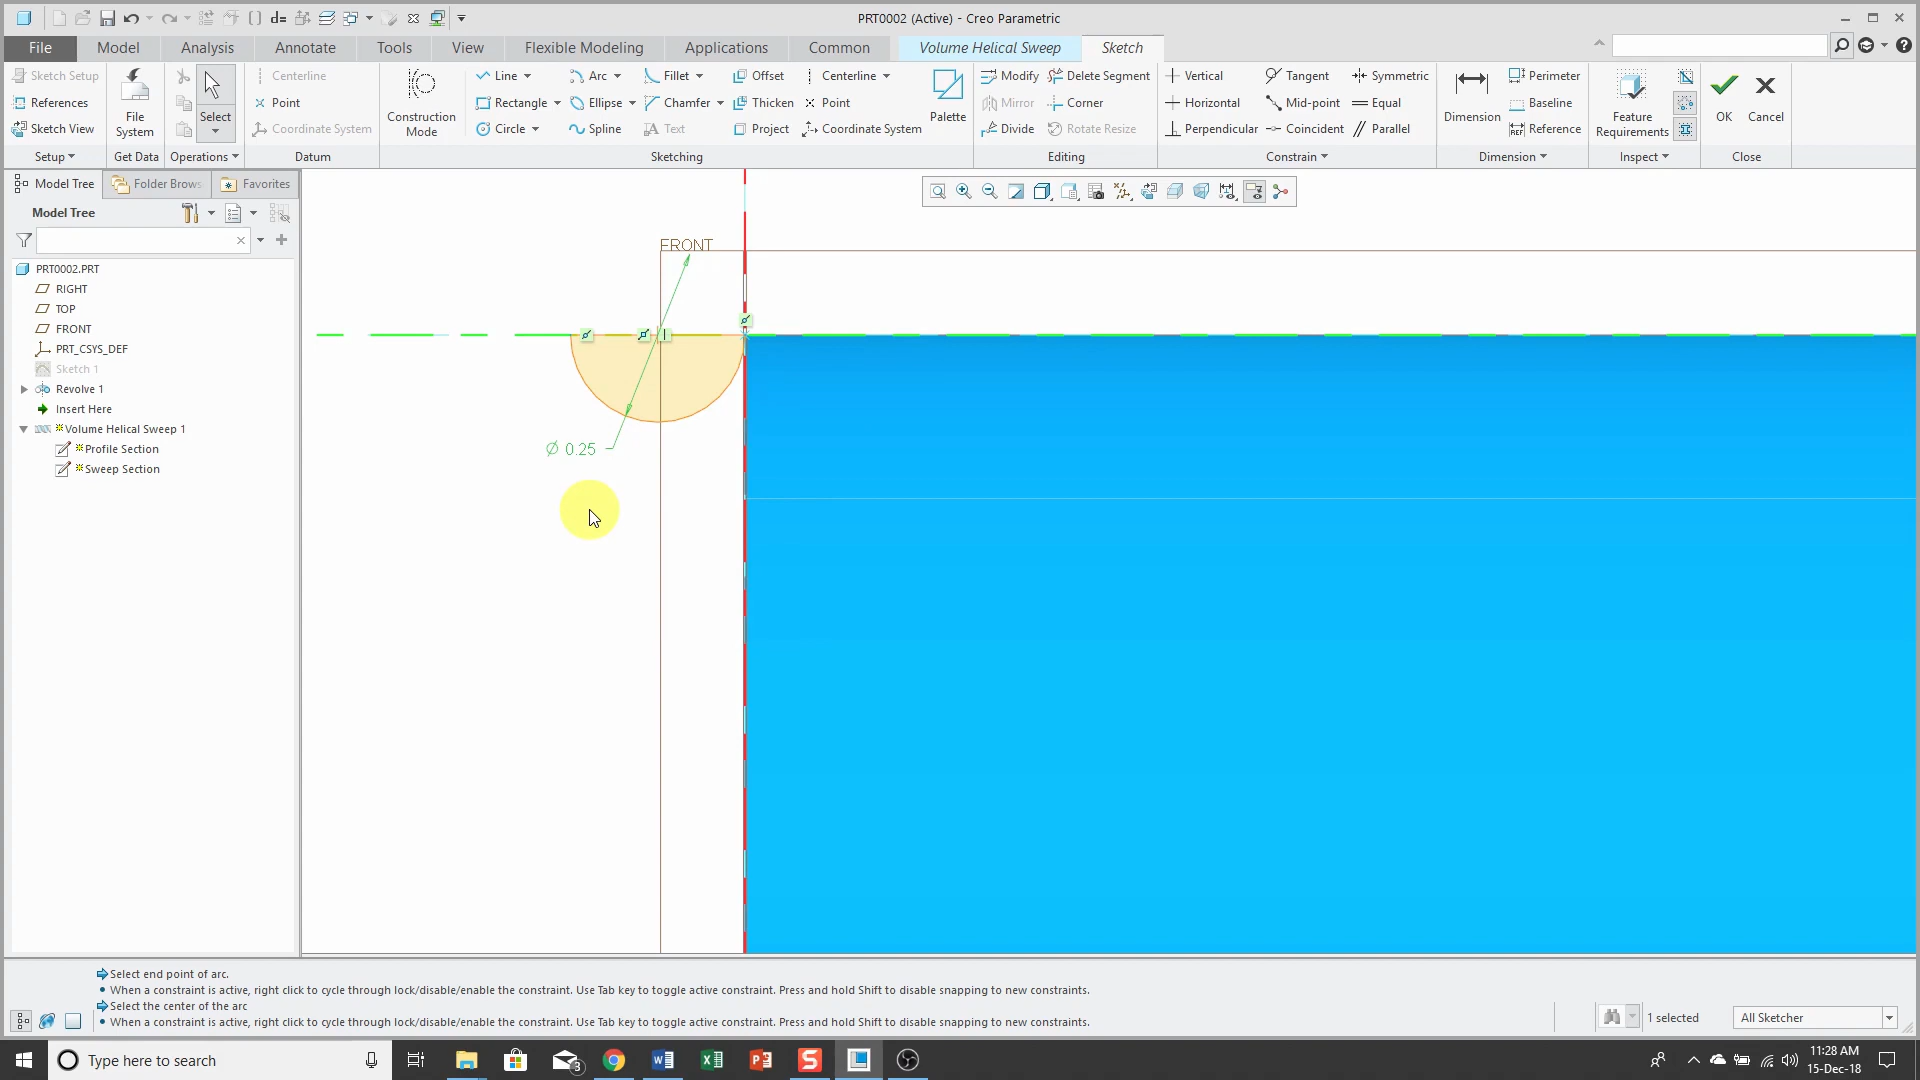 PRT0002 (Active) - Creo Parametric
File Model Analysis Annotate Tools View Flexible Modeling Applications Common Volume Helical Sweep Sketch
Sketch Setup
References
Sketch View
Setup
File
System
Get Data
Select
Operations
Centerline
Point
Coordinate System
Datum
Construction
Mode
Line
Rectangle
Circle
Arc
Ellipse
Spline
Fillet
Chamfer
Text
Offset
Thicken
Project
Centerline
Point
Coordinate System
Palette
Sketching
Modify
Mirror
Divide
Delete Segment
Corner
Rotate Resize
Editing
Vertical
Horizontal
Perpendicular
Tangent
Mid-point
Coincident
Symmetric
Equal
Parallel
Constrain
Dimension
Perimeter
Baseline
Reference
Dimension
Feature
Requirements
Inspect
OK
Cancel
Close
Model Tree Folder Brows Favorites
Model Tree
PRT0002.PRT
RIGHT
TOP
FRONT
PRT_CSYS_DEF
Sketch 1
Revolve 1
Insert Here
Volume Helical Sweep 1
Profile Section
Sweep Section
FRONT
Ø 0.25
Select end point of arc.
When a constraint is active, right click to cycle through lock/disable/enable the constraint. Use Tab key to toggle active constraint. Press and hold Shift to disable snapping to new constraints.
Select the center of the arc
When a constraint is active, right click to cycle through lock/disable/enable the constraint. Use Tab key to toggle active constraint. Press and hold Shift to disable snapping to new constraints.
1 selected
All Sketcher
Type here to search
3
11:28 AM
15-Dec-18